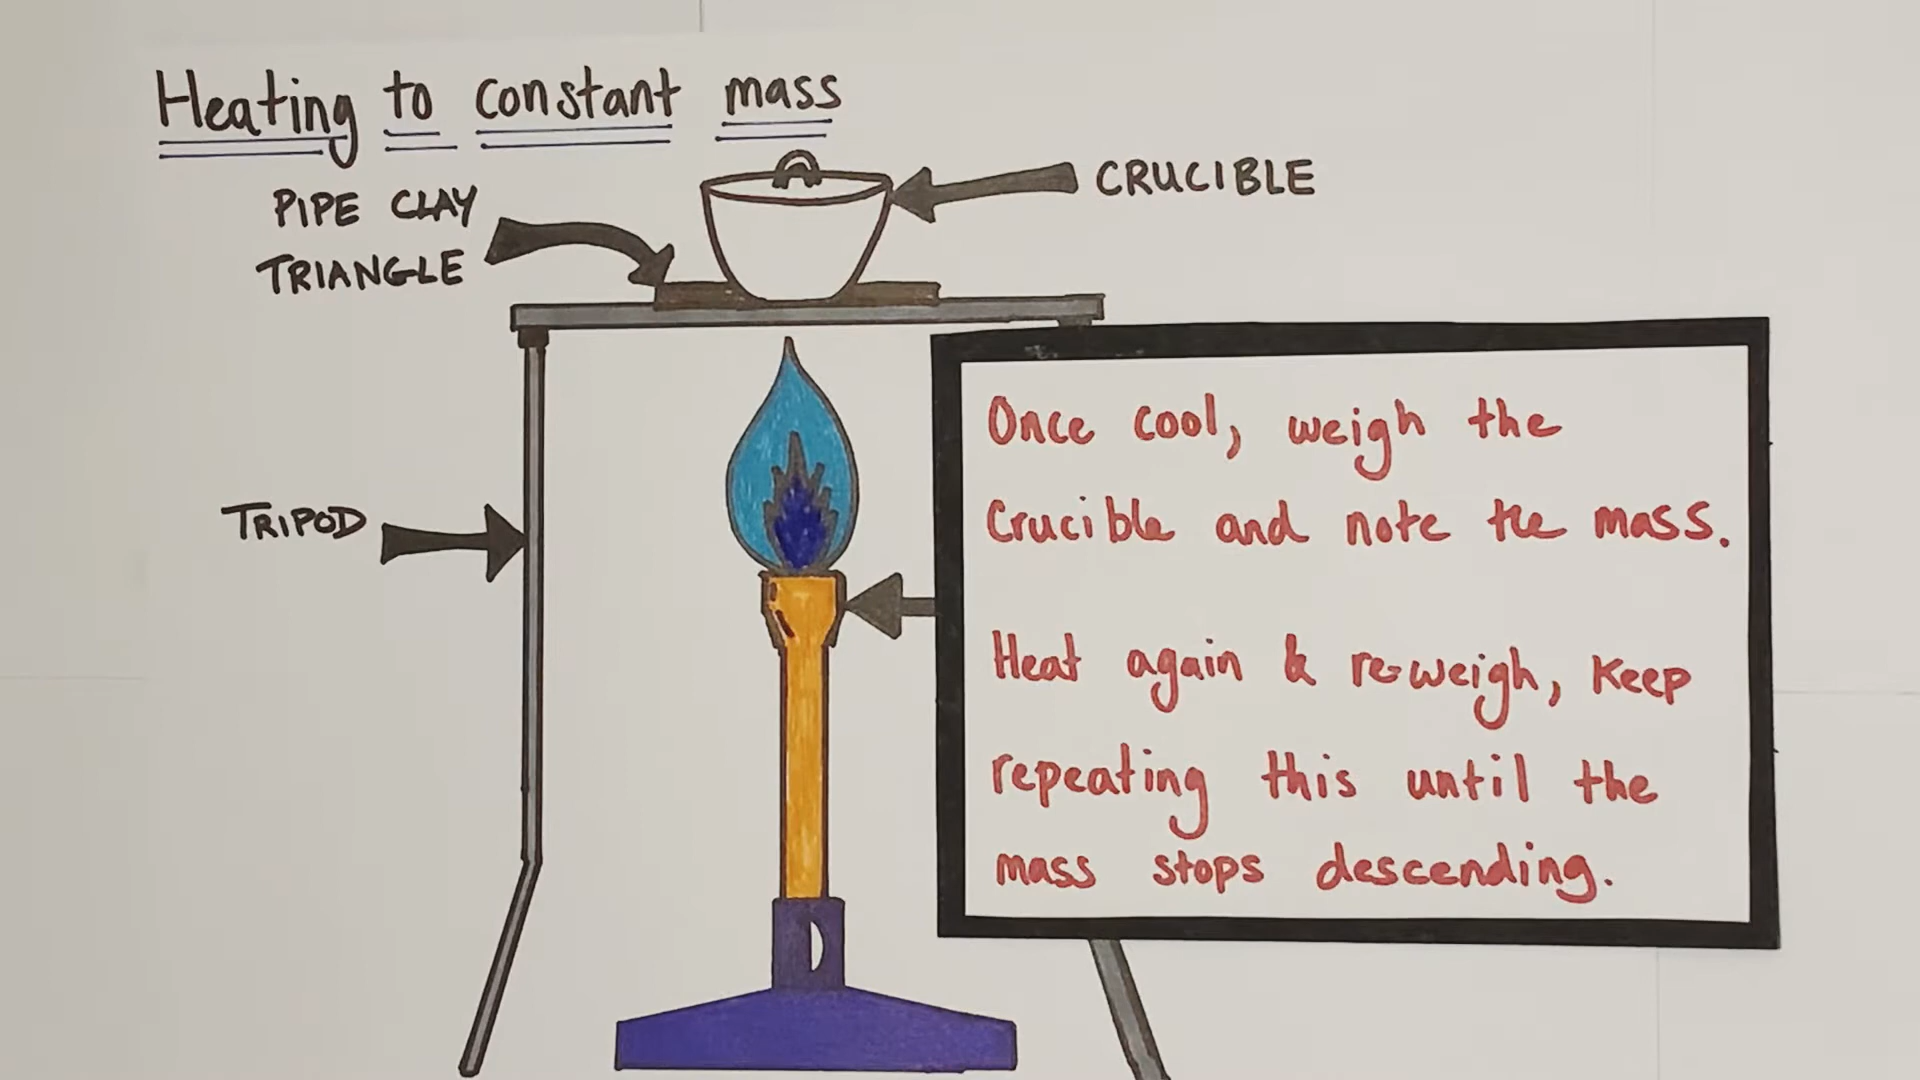 Heating to constant mass
PIPE CLAY
TRIANGLE
CRUCIBLE
TRIPOD
Once cool, weigh the
Crucible and note the mass.
Heat again & re-weigh, Keep
repeating this until the
mass stops descending.